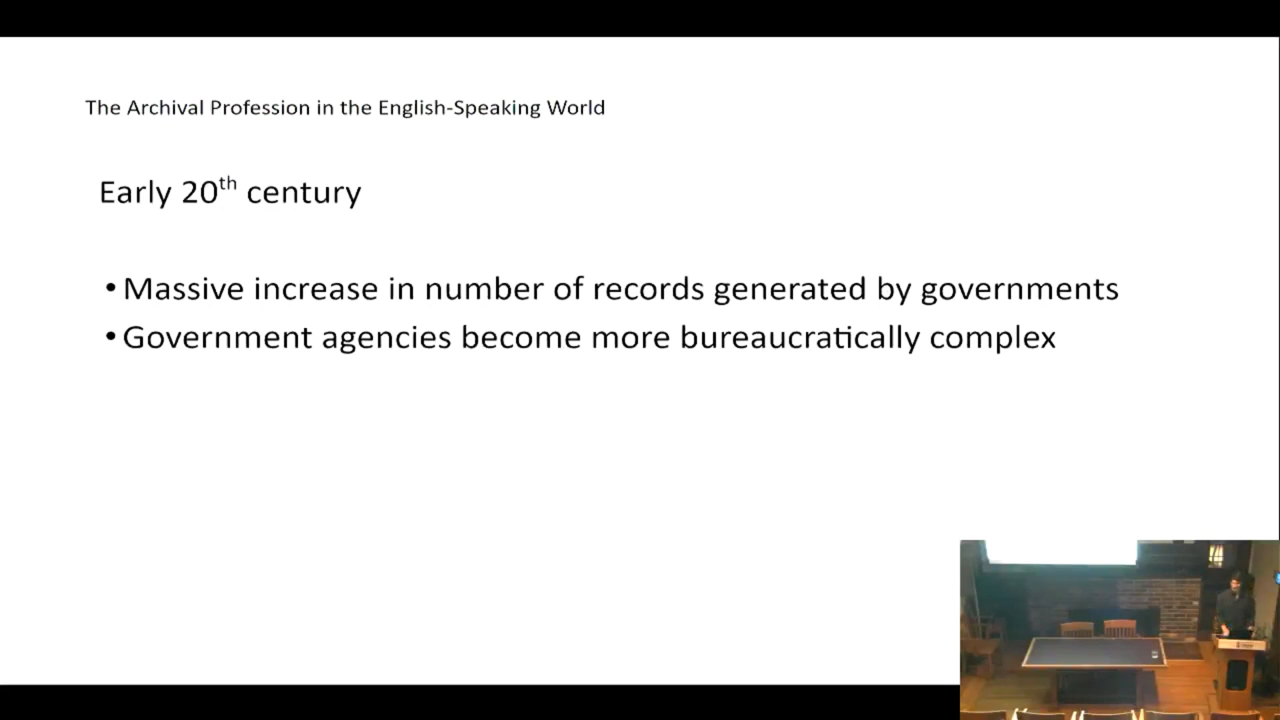 The Archival Profession in the English-Speaking World
Early 20th century
• Massive increase in number of records generated by governments
• Government agencies become more bureaucratically complex